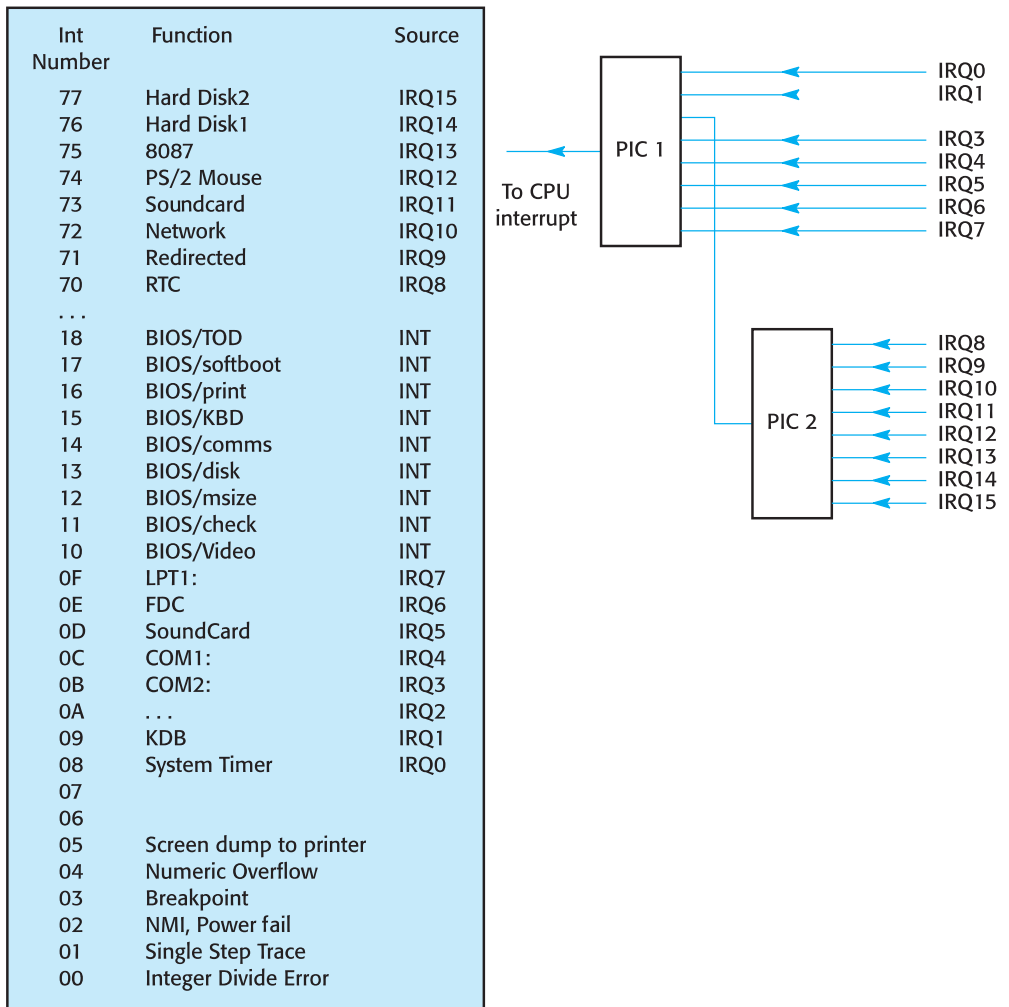 Int Function Source
Number
77 Hard Disk2 IRQ15
76 Hard Disk1 IRQ14
75 8087 IRQ13
74 PS/2 Mouse IRQ12
73 Soundcard IRQ11
72 Network IRQ10
71 Redirected IRQ9
70 RTC IRQ8
...
18 BIOS/TOD INT
17 BIOS/softboot INT
16 BIOS/print INT
15 BIOS/KBD INT
14 BIOS/comms INT
13 BIOS/disk INT
12 BIOS/msize INT
11 BIOS/check INT
10 BIOS/Video INT
0F LPT1: IRQ7
0E FDC IRQ6
0D SoundCard IRQ5
0C COM1: IRQ4
0B COM2: IRQ3
0A ... IRQ2
09 KDB IRQ1
08 System Timer IRQ0
07
06
05 Screen dump to printer
04 Numeric Overflow
03 Breakpoint
02 NMI, Power fail
01 Single Step Trace
00 Integer Divide Error
To CPU
interrupt
PIC 1
IRQ0
IRQ1
IRQ3
IRQ4
IRQ5
IRQ6
IRQ7
PIC 2
IRQ8
IRQ9
IRQ10
IRQ11
IRQ12
IRQ13
IRQ14
IRQ15